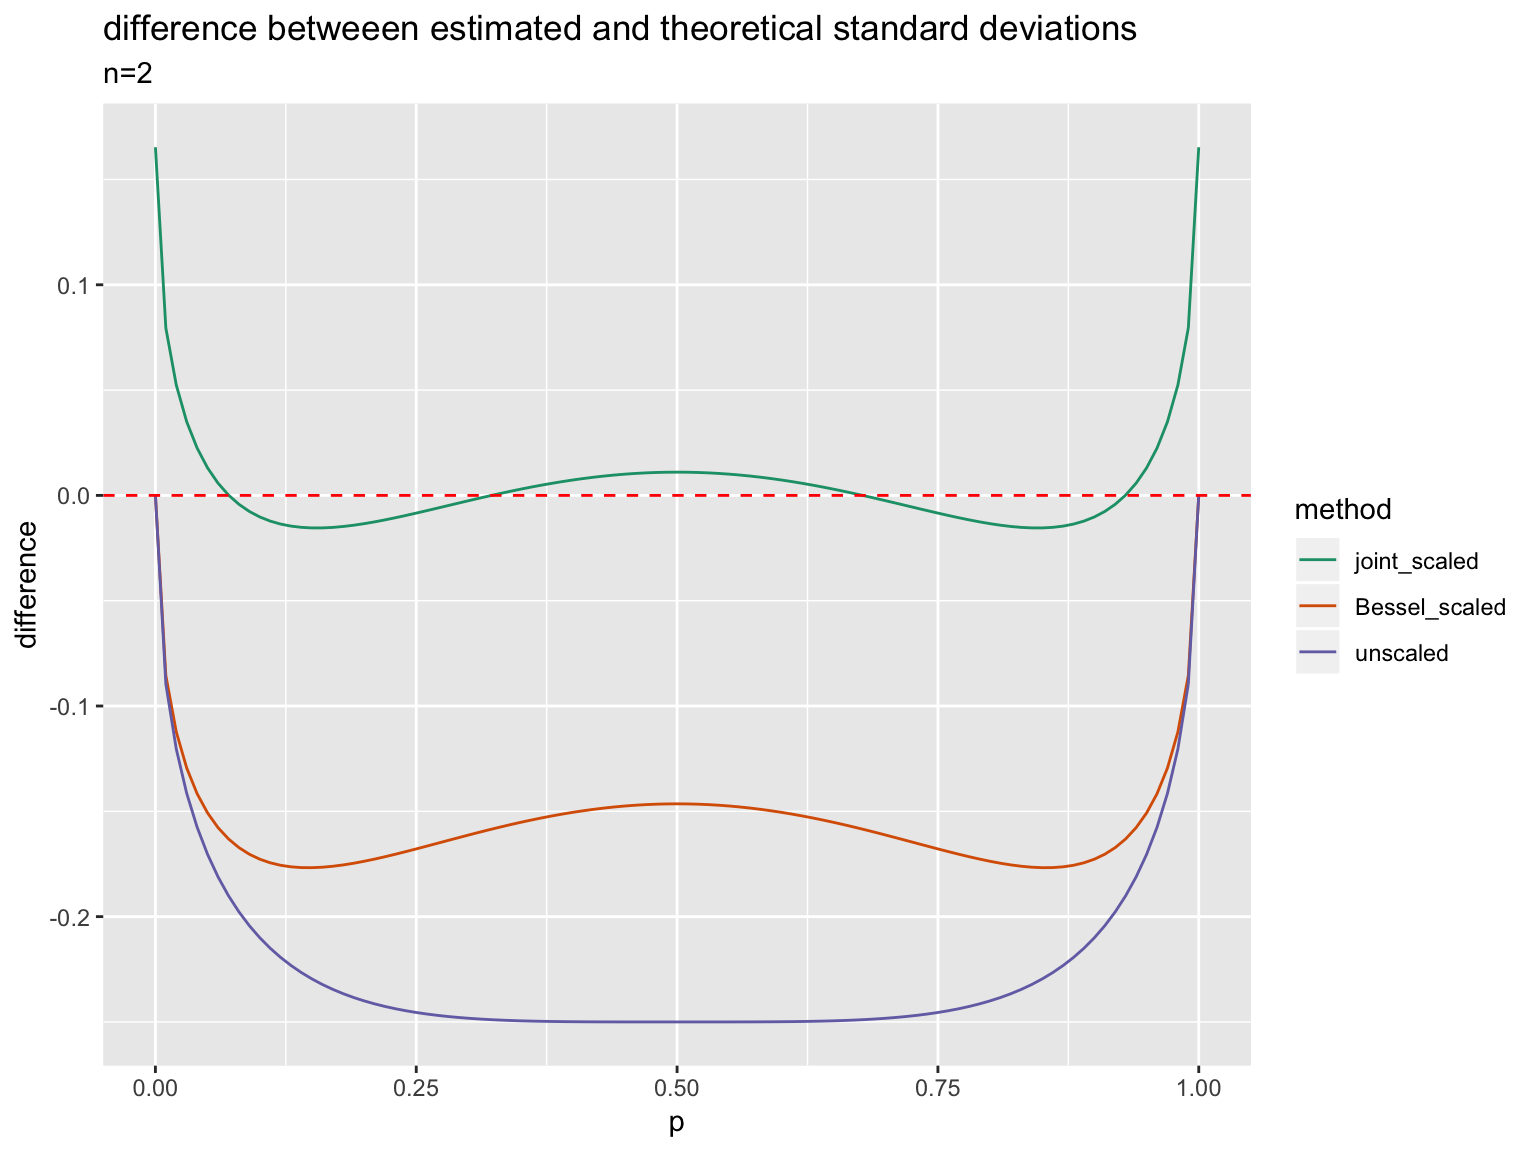 difference betweeen estimated and theoretical standard deviations
n=2
difference
0.1
0.0
-0.1
-0.2
0.00
0.25
0.50
0.75
1.00
p
method
joint_scaled
Bessel_scaled
unscaled